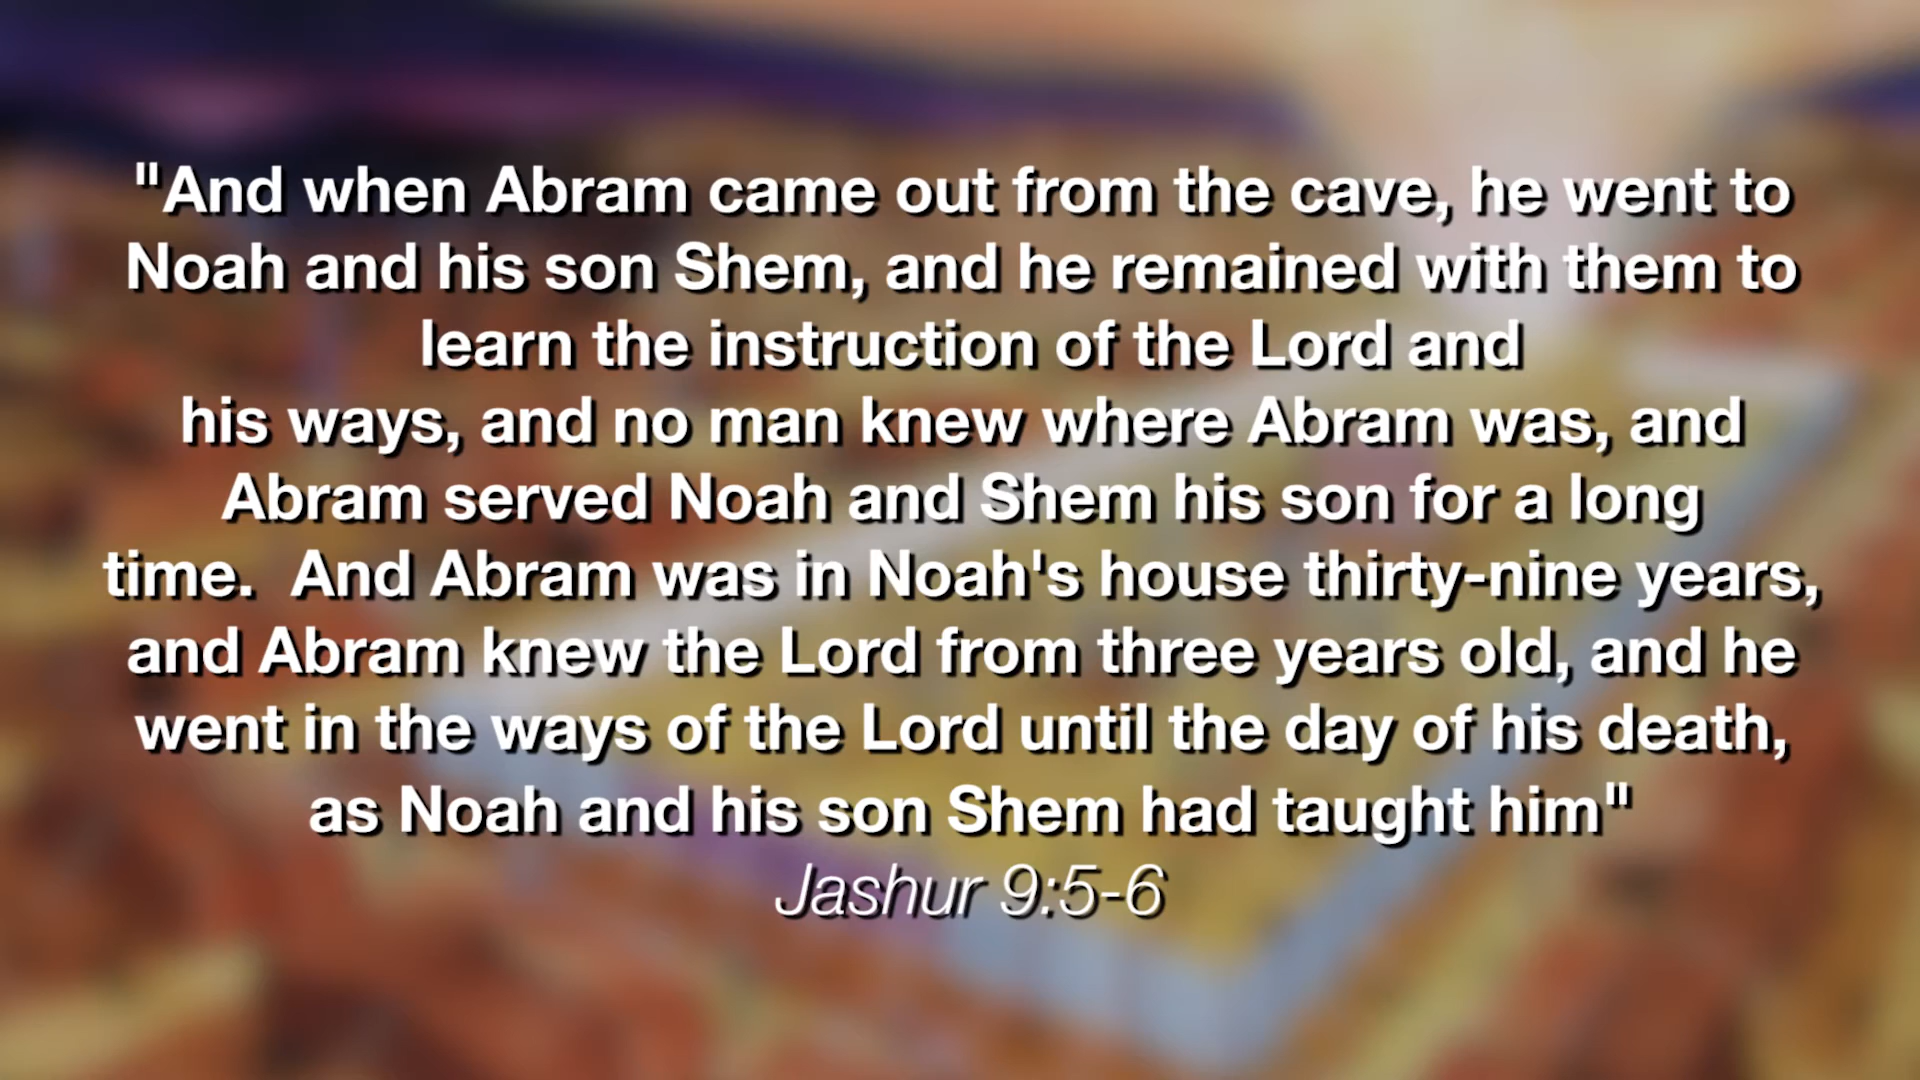 "And when Abram came out from the cave, he went to
Noah and his son Shem, and he remained with them to
learn the instruction of the Lord and
his ways, and no man knew where Abram was, and
Abram served Noah and Shem his son for a long
time.  And Abram was in Noah's house thirty-nine years,
and Abram knew the Lord from three years old, and he
went in the ways of the Lord until the day of his death,
as Noah and his son Shem had taught him"
Jashur 9:5-6